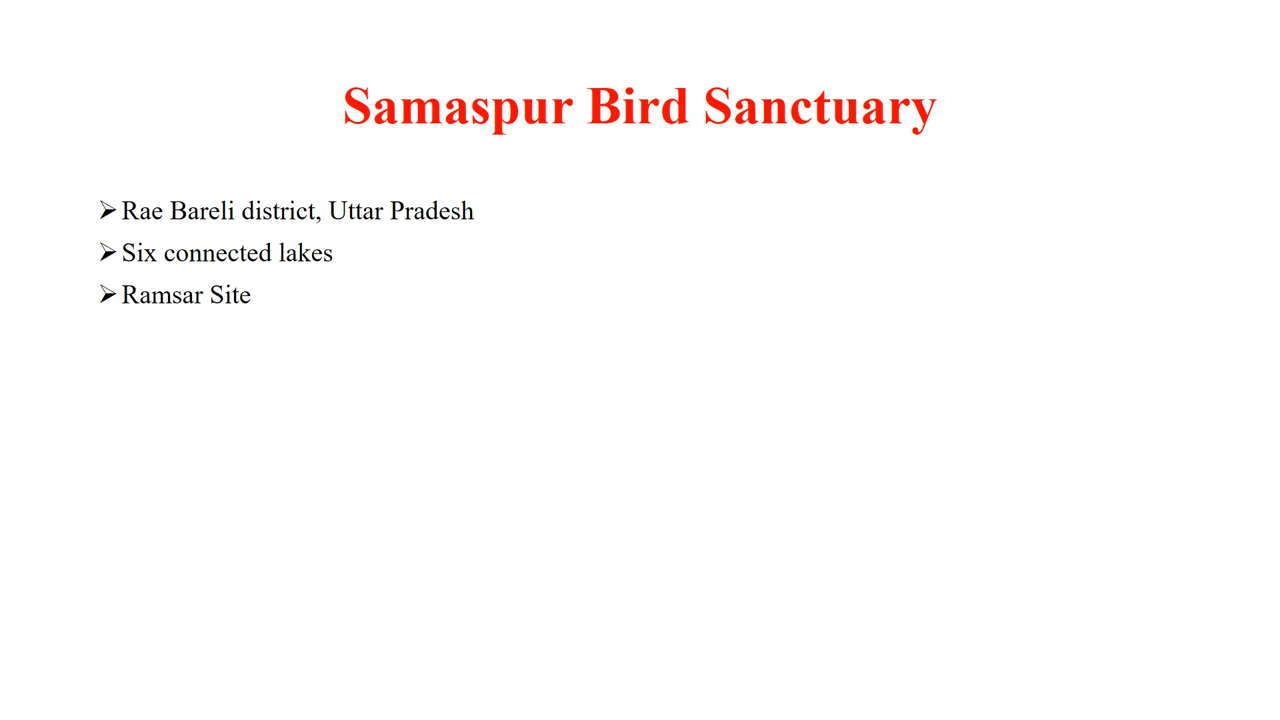 Samaspur Bird Sanctuary
➢Rae Bareli district, Uttar Pradesh
➢Six connected lakes
➢Ramsar Site